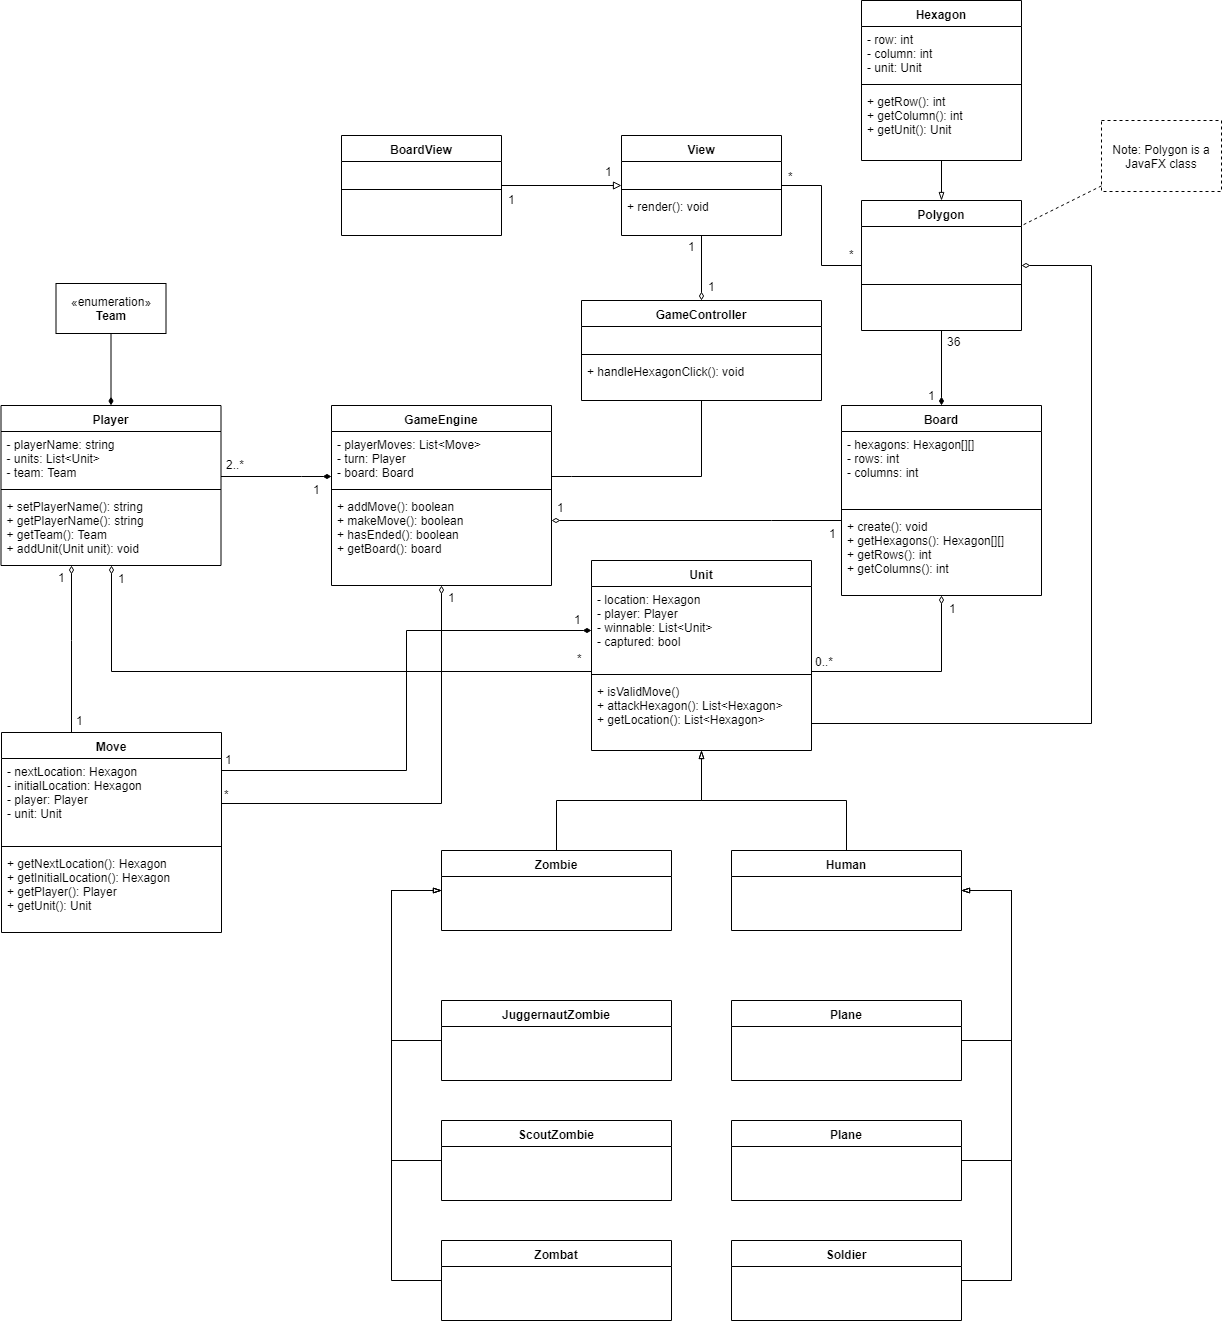 Hexagon
- row: int
- column: int
- unit: Unit
+ getRow(): int
+ getColumn(): int
+ getUnit(): Unit
Note: Polygon is a
JavaFX class
BoardView
1
1
View
+ render(): void
*
*
1
1
Polygon
36
1
«enumeration»
Team
GameController
+ handleHexagonClick(): void
Player
- playerName: string
- units: List<Unit>
- team: Team
+ setPlayerName(): string
+ getPlayerName(): string
+ getTeam(): Team
+ addUnit(Unit unit): void
2..*
1
GameEngine
- playerMoves: List<Move>
- turn: Player
- board: Board
+ addMove(): boolean
+ makeMove(): boolean
+ hasEnded(): boolean
+ getBoard(): board
1
1
Board
- hexagons: Hexagon[][]
- rows: int
- columns: int
+ create(): void
+ getHexagons(): Hexagon[][]
+ getRows(): int
+ getColumns(): int
1
1
1
1
*
Unit
- location: Hexagon
- player: Player
- winnable: List<Unit>
- captured: bool
+ isValidMove()
+ attackHexagon(): List<Hexagon>
+ getLocation(): List<Hexagon>
0..*
1
1
Move
- nextLocation: Hexagon
- initialLocation: Hexagon
- player: Player
- unit: Unit
+ getNextLocation(): Hexagon
+ getInitialLocation(): Hexagon
+ getPlayer(): Player
+ getUnit(): Unit
1
*
Zombie
Human
JuggernautZombie
Plane
ScoutZombie
Plane
Zombat
Soldier